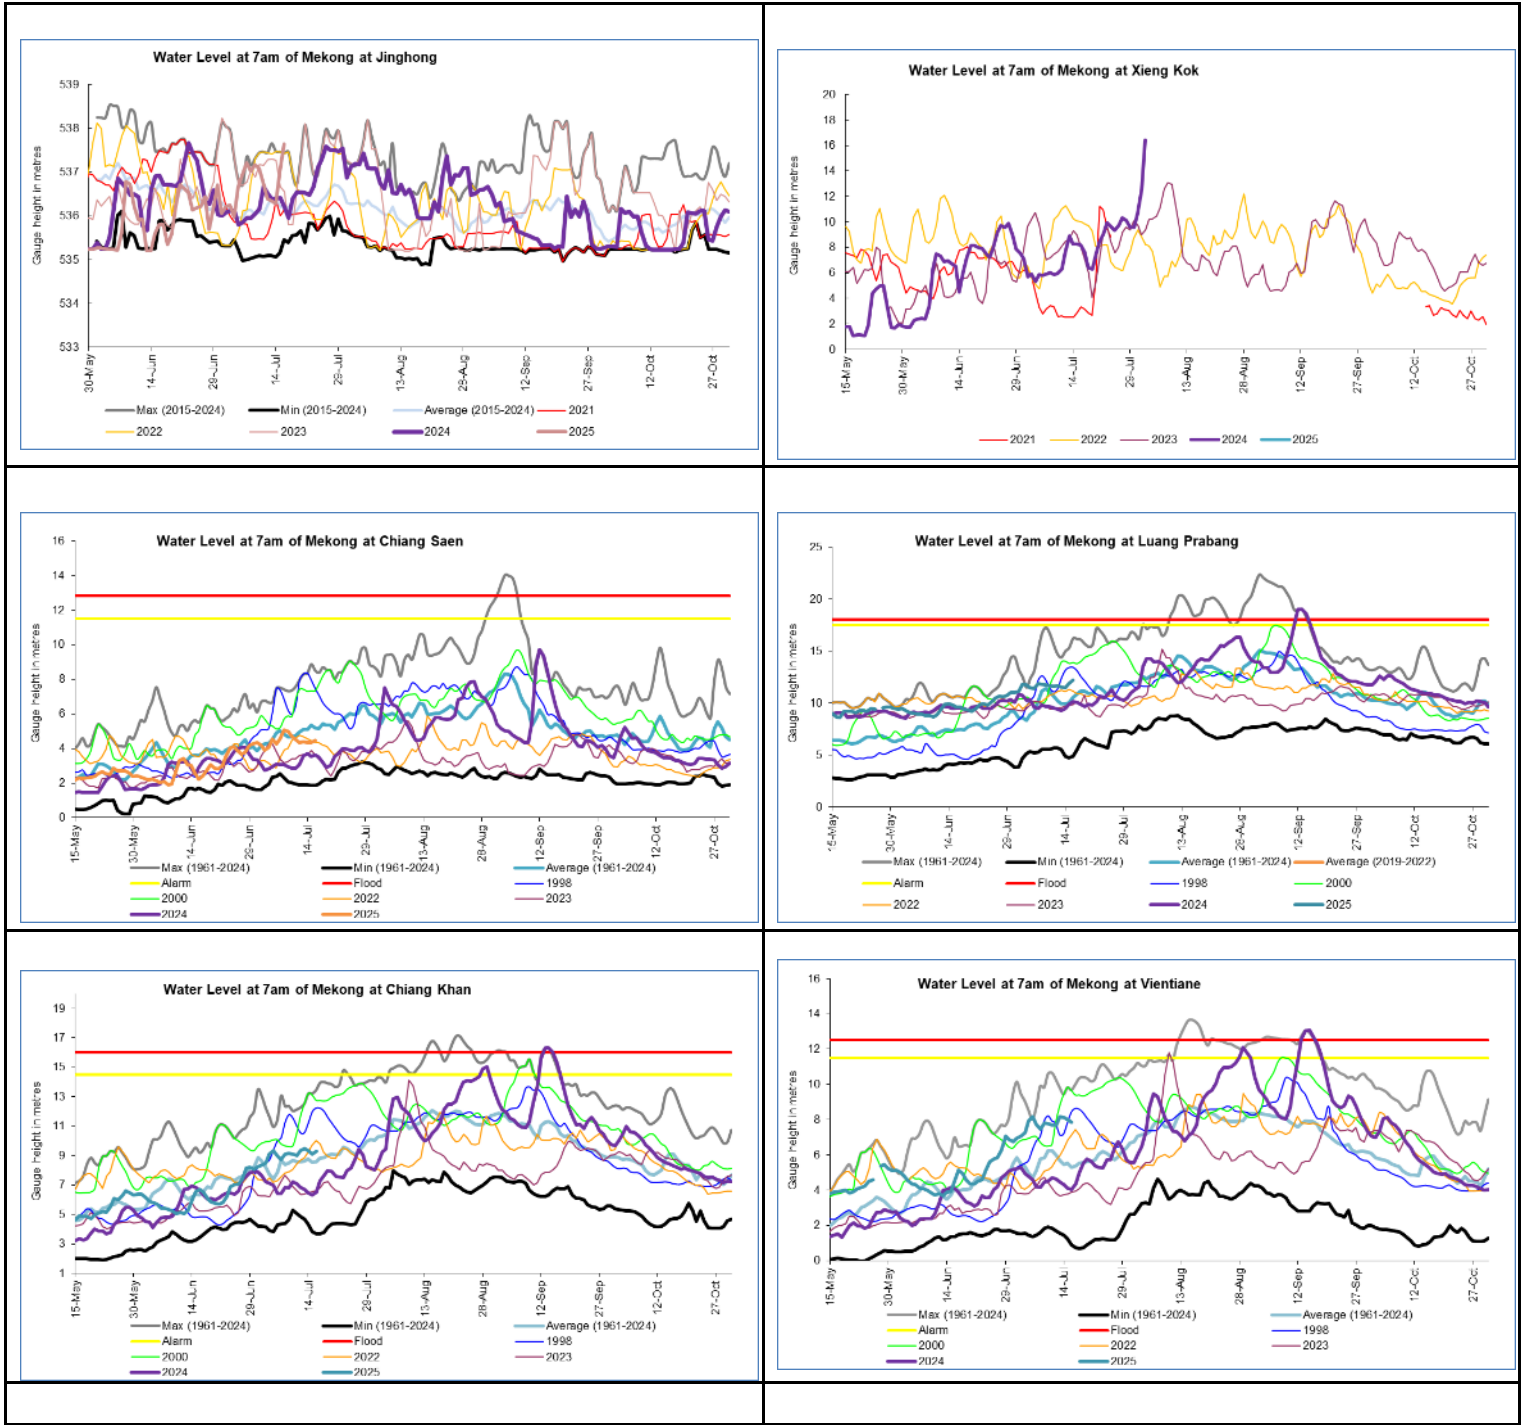 Water Level at 7am of Mekong at Jinghong
539
538
537
536
535
534
533
Gauge height in metres
30-May
14-Jun
29-Jun
14-Jul
29-Jul
13-Aug
28-Aug
12-Sep
27-Sep
12-Oct
27-Oct
Max (2015-2024) Min (2015-2024) Average (2015-2024) 2021
2022 2023 2024 2025
Water Level at 7am of Mekong at Xieng Kok
20
18
16
14
12
10
8
6
4
2
0
Gauge height in metres
15-May
30-May
14-Jun
29-Jun
14-Jul
29-Jul
13-Aug
28-Aug
12-Sep
27-Sep
12-Oct
27-Oct
2021 2022 2023 2024 2025
Water Level at 7am of Mekong at Chiang Saen
16
14
12
10
8
6
4
2
0
Gauge height in metres
15-May
30-May
14-Jun
29-Jun
14-Jul
29-Jul
13-Aug
28-Aug
12-Sep
27-Sep
12-Oct
27-Oct
Max (1961-2024) Min (1961-2024) Average (1961-2024)
Alarm Flood 1998
2000 2022 2023
2024 2025
Water Level at 7am of Mekong at Luang Prabang
25
20
15
10
5
0
Gauge height in metres
15-May
30-May
14-Jun
29-Jun
14-Jul
29-Jul
13-Aug
28-Aug
12-Sep
27-Sep
12-Oct
27-Oct
Max (1961-2024) Min (1961-2024) Average (1961-2024) Average (2019-2022)
Alarm Flood 1998 2000
2022 2023 2024 2025
Water Level at 7am of Mekong at Chiang Khan
19
17
15
13
11
9
7
5
3
1
Gauge height in metres
15-May
30-May
14-Jun
29-Jun
14-Jul
29-Jul
13-Aug
28-Aug
12-Sep
27-Sep
12-Oct
27-Oct
Max (1961-2024) Min (1961-2024) Average (1961-2024)
Alarm Flood 1998
2000 2022 2023
2024 2025
Water Level at 7am of Mekong at Vientiane
16
14
12
10
8
6
4
2
0
Gauge height in metres
15-May
30-May
14-Jun
29-Jun
14-Jul
29-Jul
13-Aug
28-Aug
12-Sep
27-Sep
12-Oct
27-Oct
Max (1961-2024) Min (1961-2024) Average (1961-2024)
Alarm Flood 1998
2000 2022 2023
2024 2025